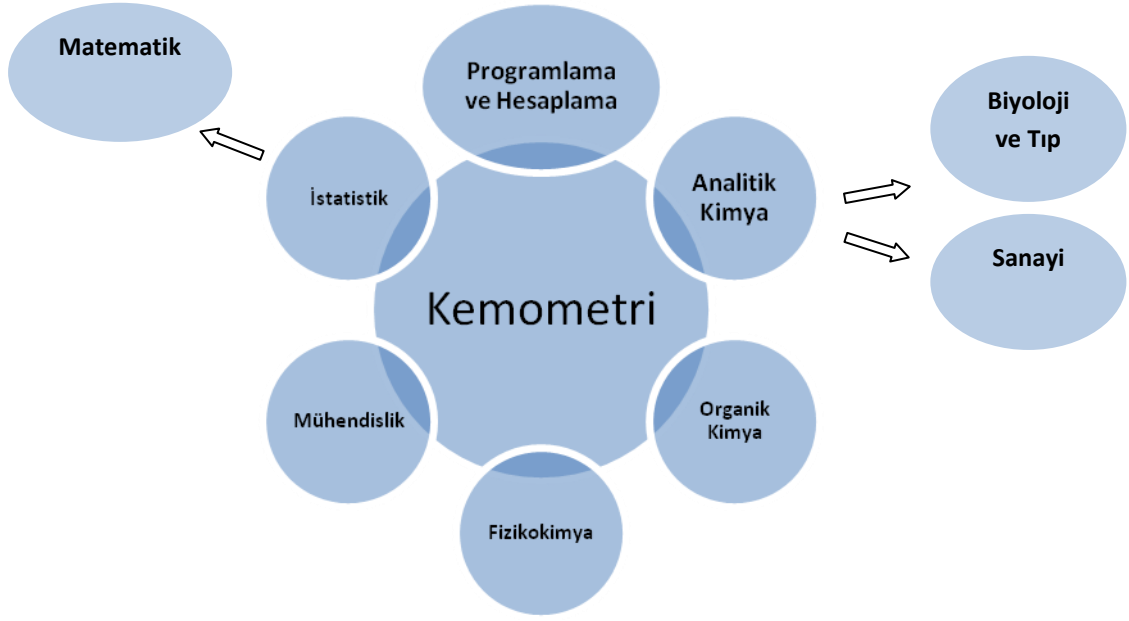 Matematik
Programlama
ve Hesaplama
Biyoloji
ve Tıp
İstatistik
Analitik
Kimya
Sanayi
Kemometri
Mühendislik
Organik
Kimya
Fizikokimya